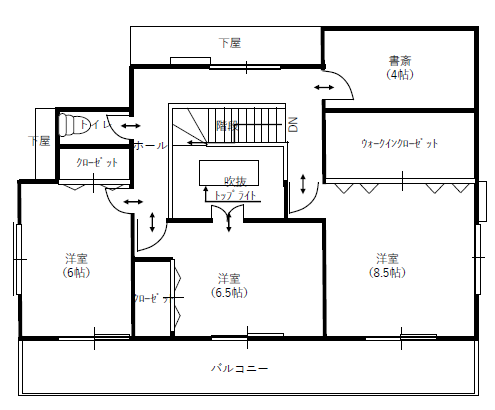 下屋
書斎
(4帖)
トイレ
階段
DN
下屋
ホール
ｳｫｰｸｲﾝｸﾛｰｾﾞｯﾄ
ｸﾛｰｾﾞｯﾄ
吹抜
ﾄｯﾌﾟﾗｲﾄ
洋室
(6帖)
洋室
(6.5帖)
洋室
(8.5帖)
ｸﾛｰｾﾞｯ
バルコニー